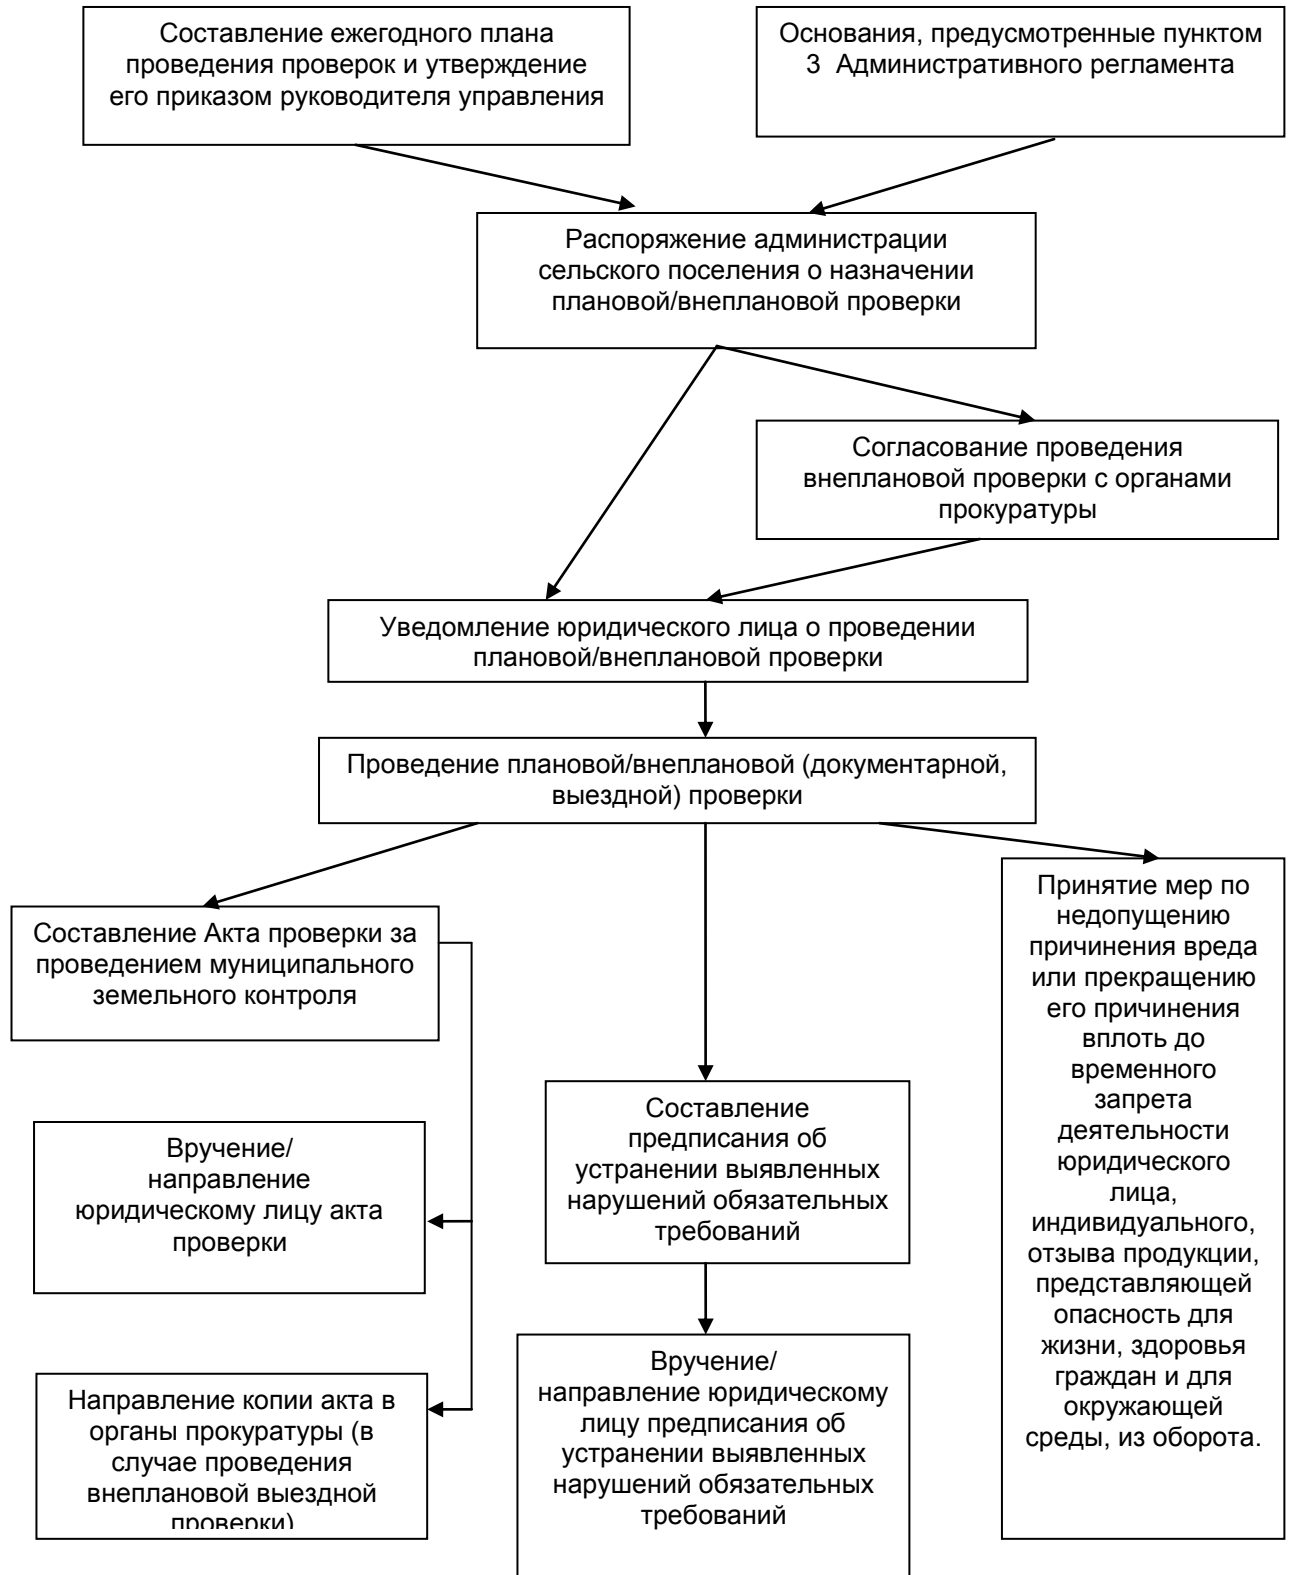 Составление ежегодного плана
проведения проверок и утверждение
его приказом руководителя управления
Основания, предусмотренные пунктом
3 Административного регламента
Распоряжение администрации
сельского поселения о назначении
плановой/внеплановой проверки
Согласование проведения
внеплановой проверки с органами
прокуратуры
Уведомление юридического лица о проведении
плановой/внеплановой проверки
Проведение плановой/внеплановой (документарной,
выездной) проверки
Составление Акта проверки за
проведением муниципального
земельного контроля
Вручение/
направление
юридическому лицу акта
проверки
Направление копии акта в
органы прокуратуры (в
случае проведения
внеплановой выездной
проверки)
Составление
предписания об
устранении выявленных
нарушений обязательных
требований
Вручение/
направление юридическому
лицу предписания об
устранении выявленных
нарушений обязательных
требований
Принятие мер по
недопущению
причинения вреда
или прекращению
его причинения
вплоть до
временного
запрета
деятельности
юридического
лица,
индивидуального,
отзыва продукции,
представляющей
опасность для
жизни, здоровья
граждан и для
окружающей
среды, из оборота.